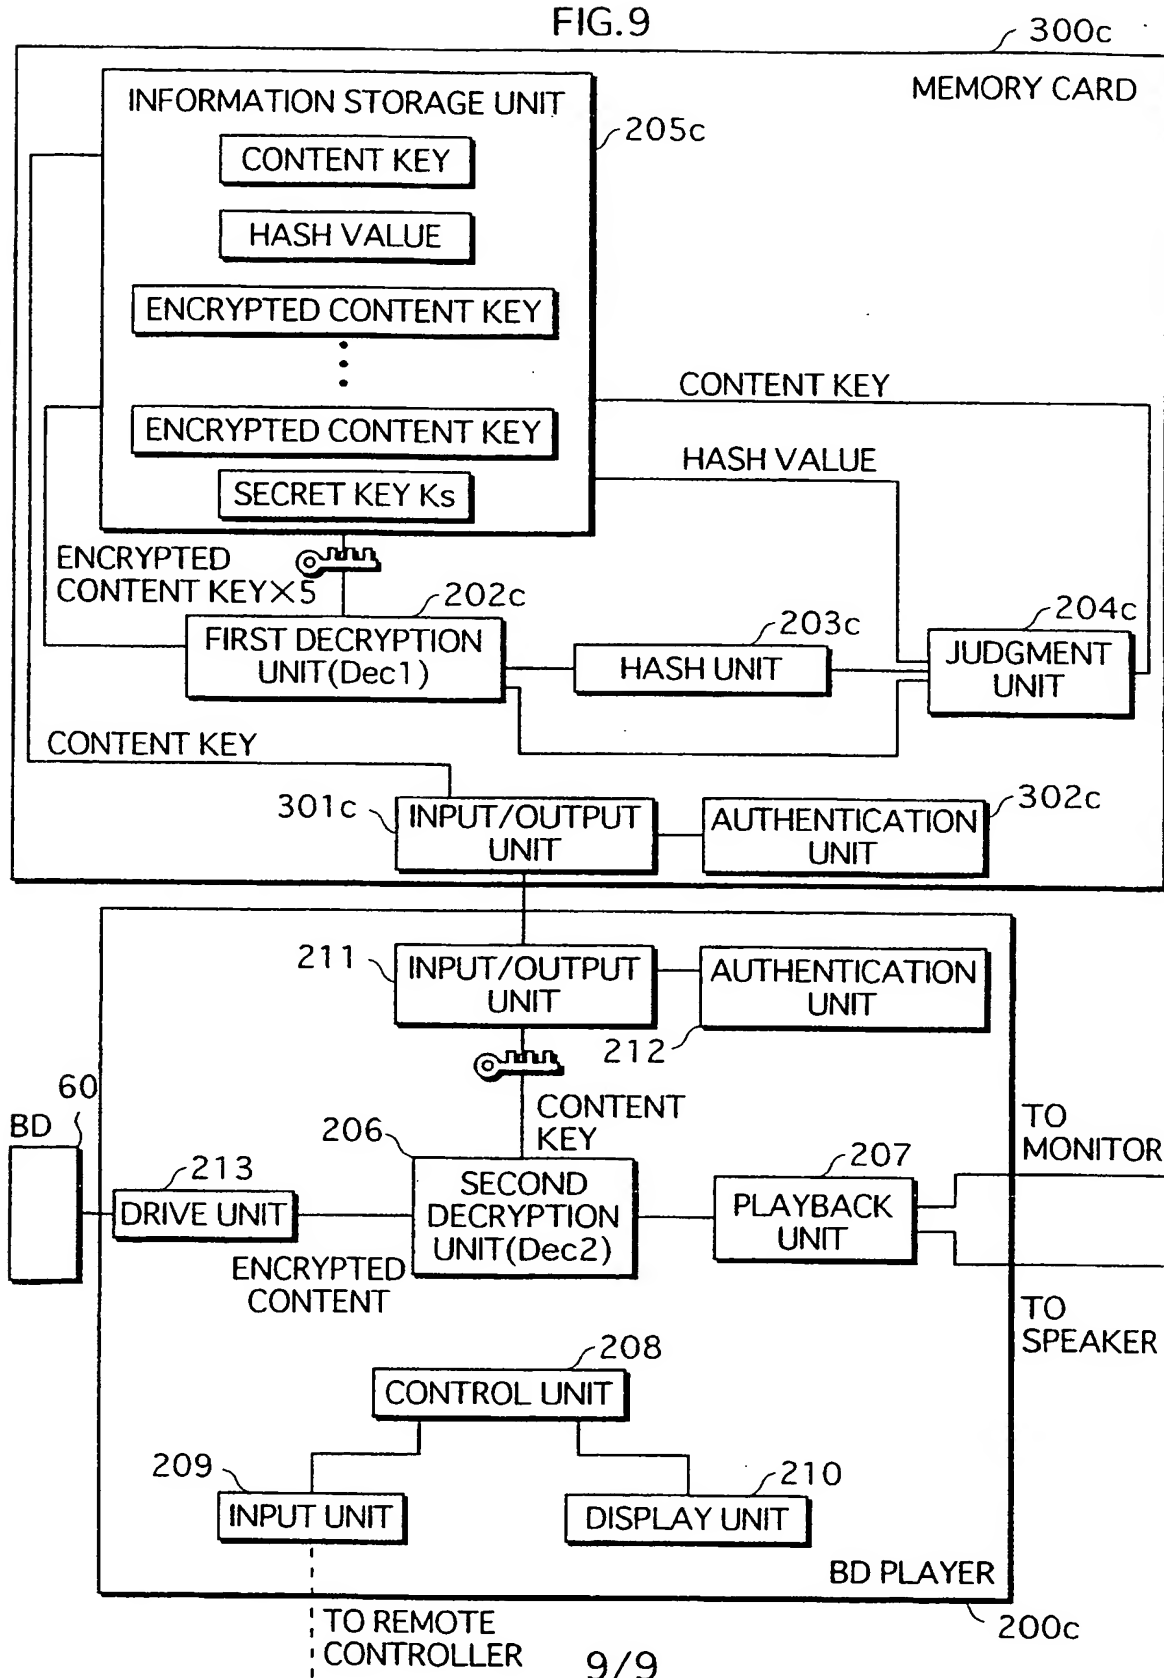 FIG.9
300c
MEMORY CARD
INFORMATION STORAGE UNIT
205c
CONTENT KEY
HASH VALUE
ENCRYPTED CONTENT KEY
CONTENT KEY
ENCRYPTED CONTENT KEY
HASH VALUE
SECRET KEY Ks
ENCRYPTED
CONTENT KEY×5
202c
203c
204c
FIRST DECRYPTION
UNIT(Dec1)
HASH UNIT
JUDGMENT
UNIT
CONTENT KEY
301c
INPUT/OUTPUT
UNIT
302c
AUTHENTICATION
UNIT
211
INPUT/OUTPUT
UNIT
AUTHENTICATION
UNIT
212
60
BD
CONTENT
KEY
TO
MONITOR
206
207
213
DRIVE UNIT
SECOND
DECRYPTION
UNIT(Dec2)
PLAYBACK
UNIT
ENCRYPTED
CONTENT
TO
SPEAKER
208
CONTROL UNIT
209
210
INPUT UNIT
DISPLAY UNIT
BD PLAYER
200c
TO REMOTE
CONTROLLER
9/9